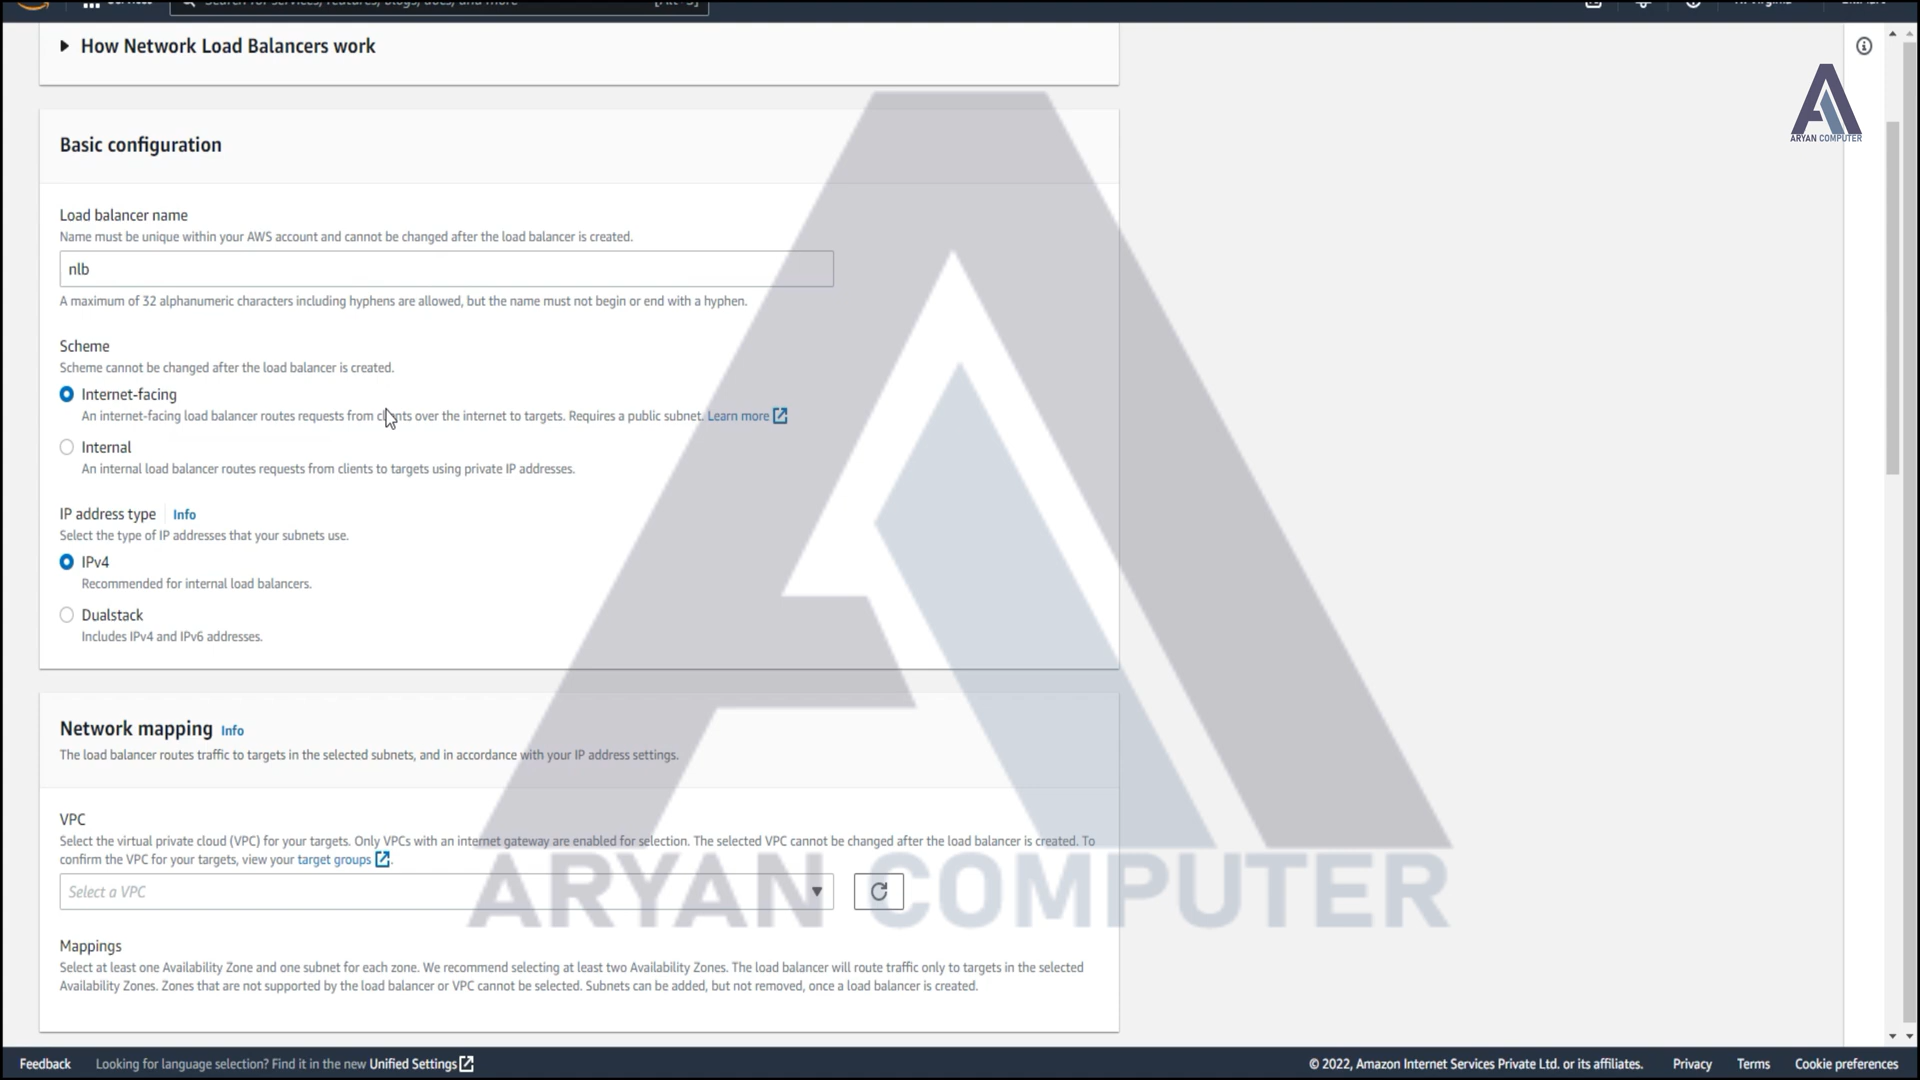 Services
Search for services, features, blogs, docs, and more
[Alt+S]
N. Virginia
How Network Load Balancers work
ARYAN COMPUTER
Basic configuration
Load balancer name
Name must be unique within your AWS account and cannot be changed after the load balancer is created.
nlb
A maximum of 32 alphanumeric characters including hyphens are allowed, but the name must not begin or end with a hyphen.
Scheme
Scheme cannot be changed after the load balancer is created.
Internet-facing
An internet-facing load balancer routes requests from clients over the internet to targets. Requires a public subnet. Learn more
Internal
An internal load balancer routes requests from clients to targets using private IP addresses.
IP address type Info
Select the type of IP addresses that your subnets use.
IPv4
Recommended for internal load balancers.
Dualstack
Includes IPv4 and IPv6 addresses.
Network mapping Info
The load balancer routes traffic to targets in the selected subnets, and in accordance with your IP address settings.
VPC
Select the virtual private cloud (VPC) for your targets. Only VPCs with an internet gateway are enabled for selection. The selected VPC cannot be changed after the load balancer is created. To
confirm the VPC for your targets, view your target groups.
Select a VPC
ARYAN COMPUTER
Mappings
Select at least one Availability Zone and one subnet for each zone. We recommend selecting at least two Availability Zones. The load balancer will route traffic only to targets in the selected
Availability Zones. Zones that are not supported by the load balancer or VPC cannot be selected. Subnets can be added, but not removed, once a load balancer is created.
Feedback
Looking for language selection? Find it in the new Unified Settings
© 2022, Amazon Internet Services Private Ltd. or its affiliates.
Privacy
Terms
Cookie preferences